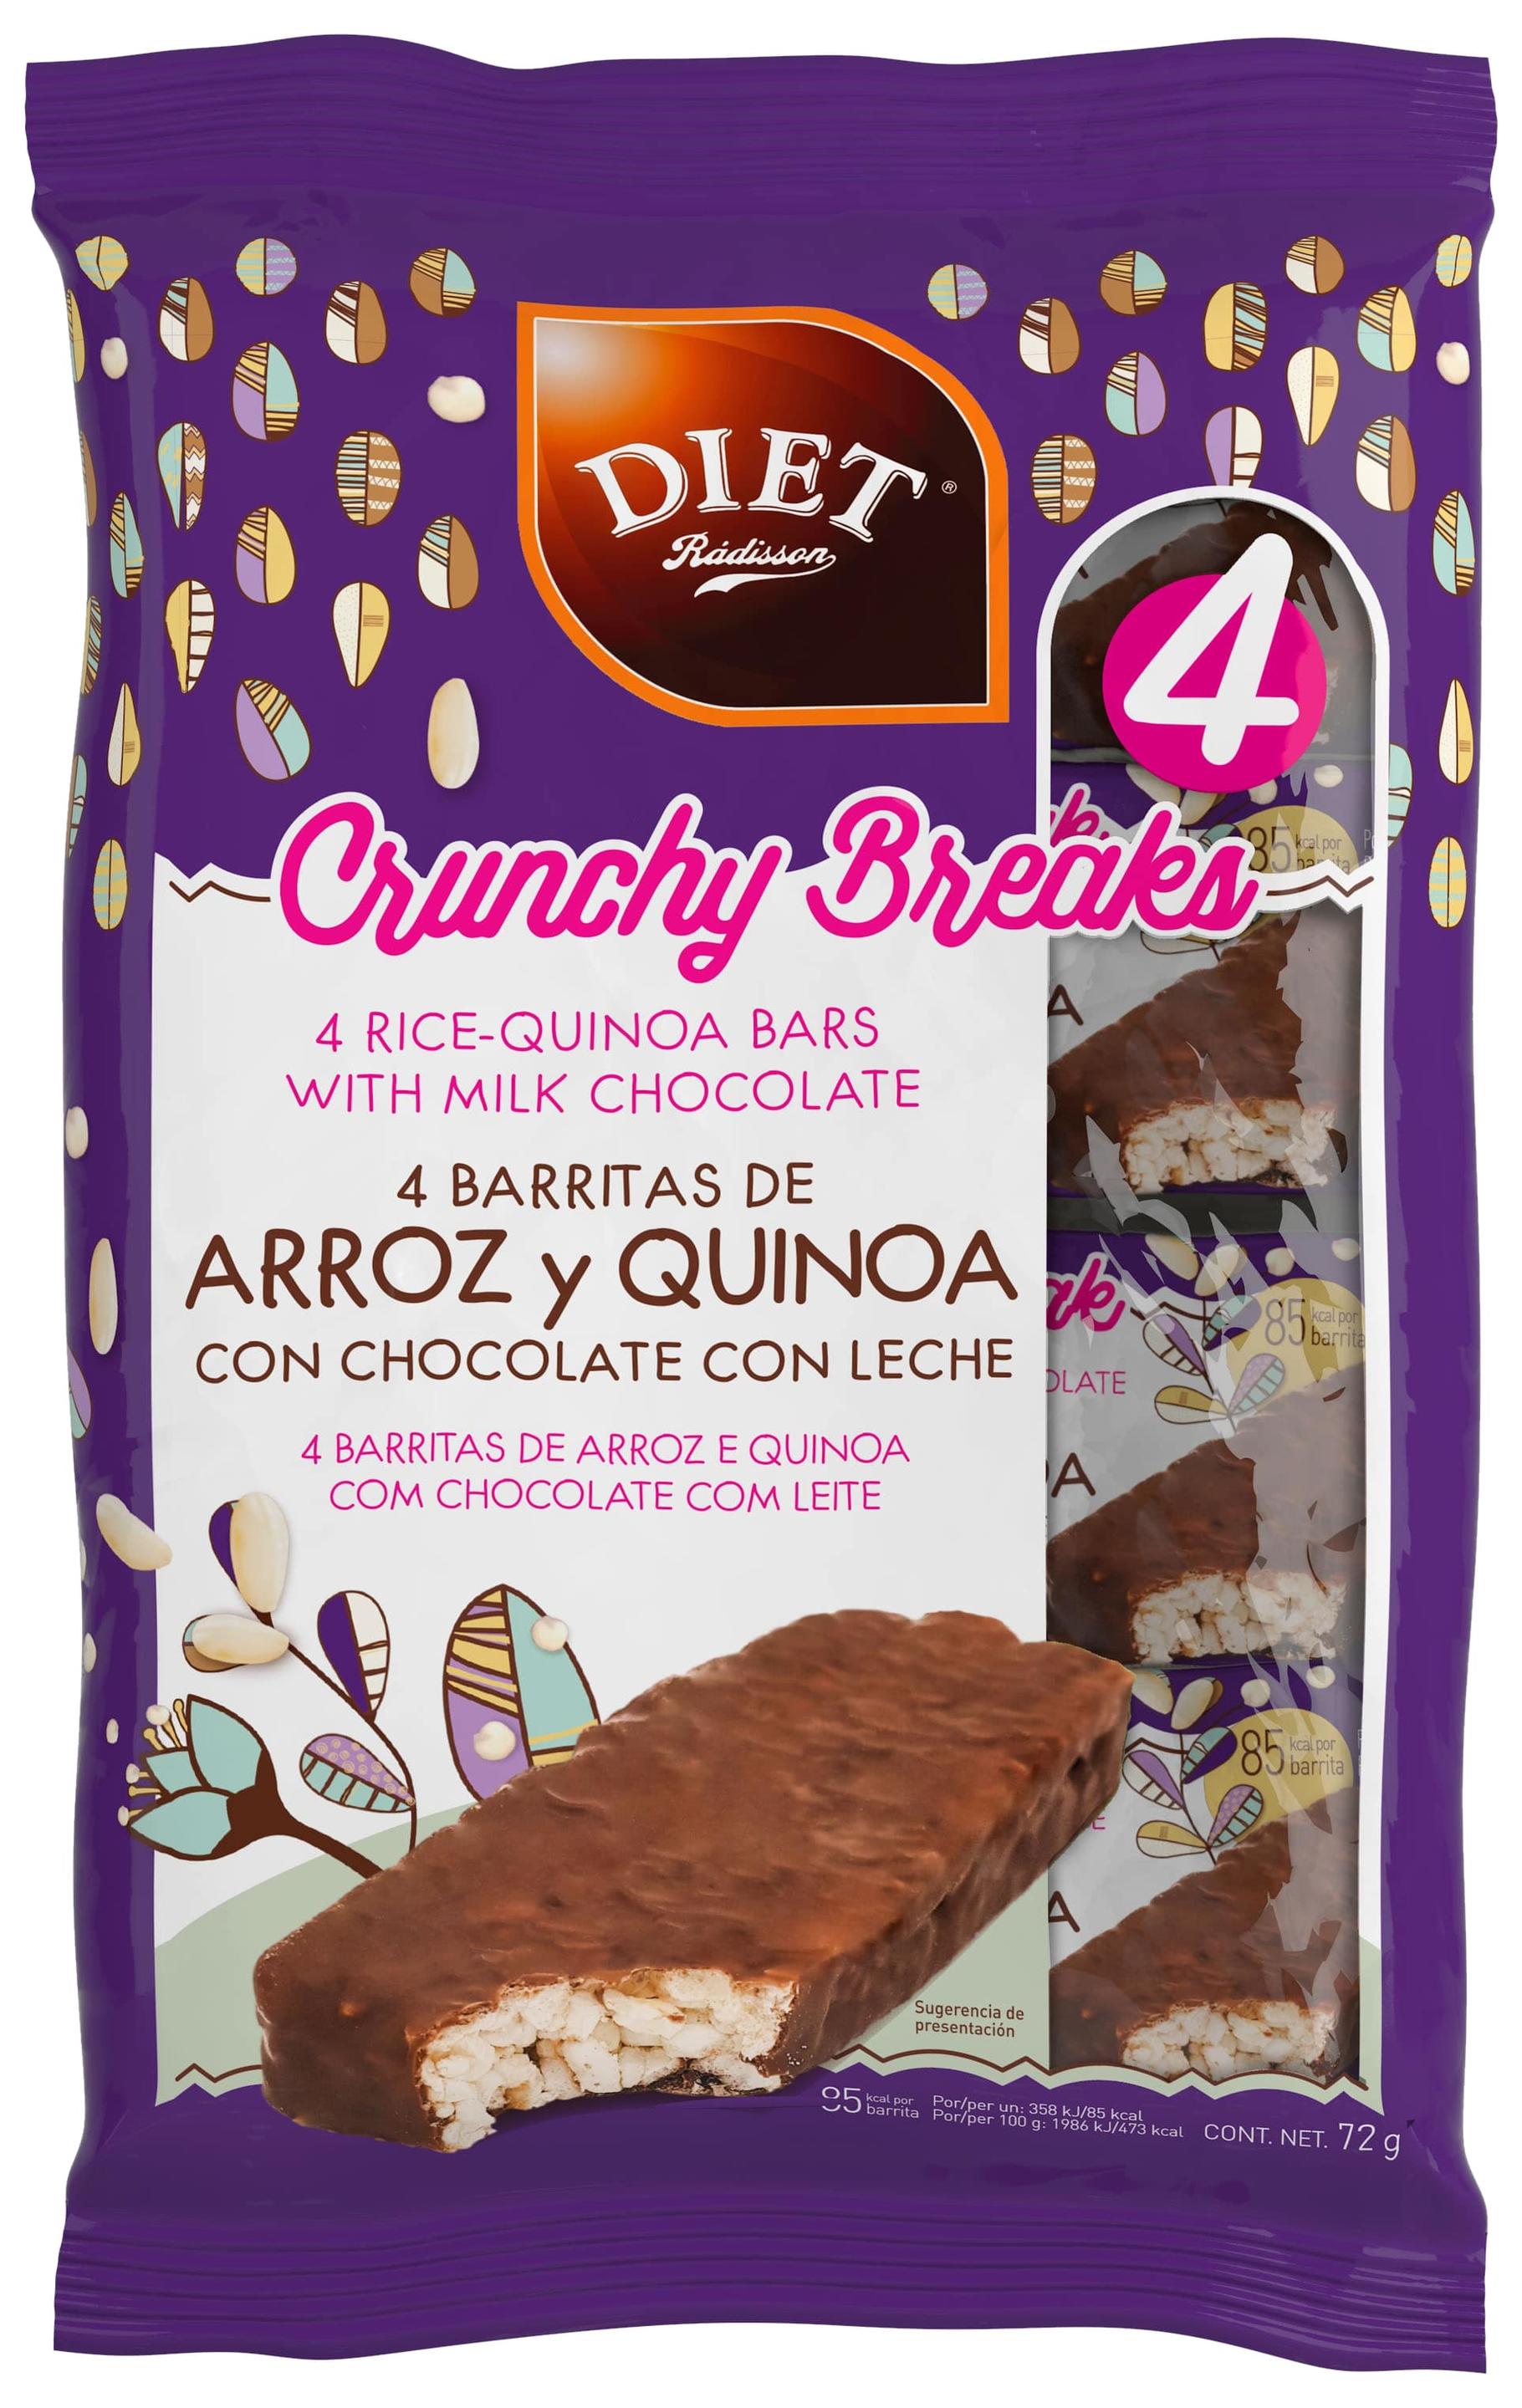 DIET®
Rádisson
4
Crunchy Breaks
4 RICE-QUINOA BARS
WITH MILK CHOCOLATE
4 BARRITAS DE
ARROZ y QUINOA
CON CHOCOLATE CON LECHE
4 BARRITAS DE ARROZ E QUINOA
COM CHOCOLATE COM LEITE
85 kcal por
barrita
A
ak
85 kcal por
barrita
OLATE
A
85 kcal por
barrita
E
A
Sugerencia de
presentación
kcal por
barrita
Por/per un: 358 kJ/85 kcal
Por/per 100 g: 1986 kJ/473 kcal
CONT. NET. 72 g